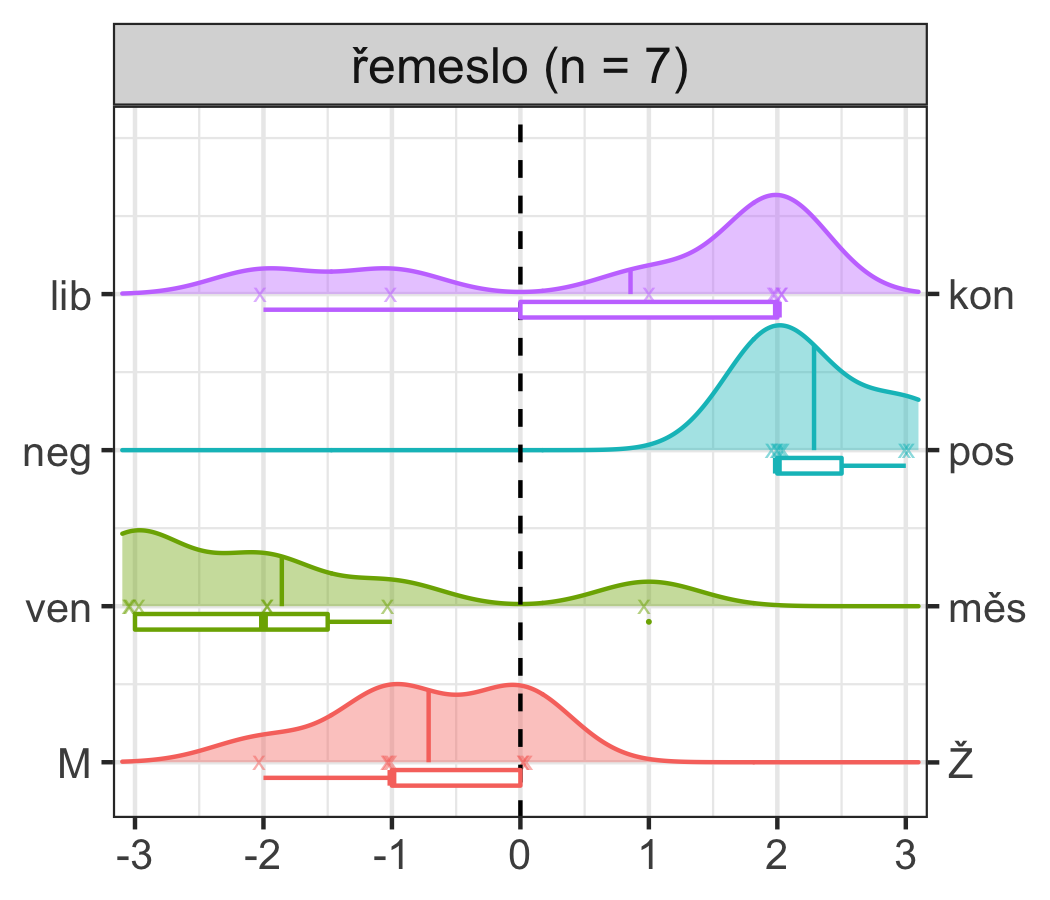 řemeslo (n = 7)
lib kon
neg pos
ven měs
M Ž
-3 -2 -1 0 1 2 3